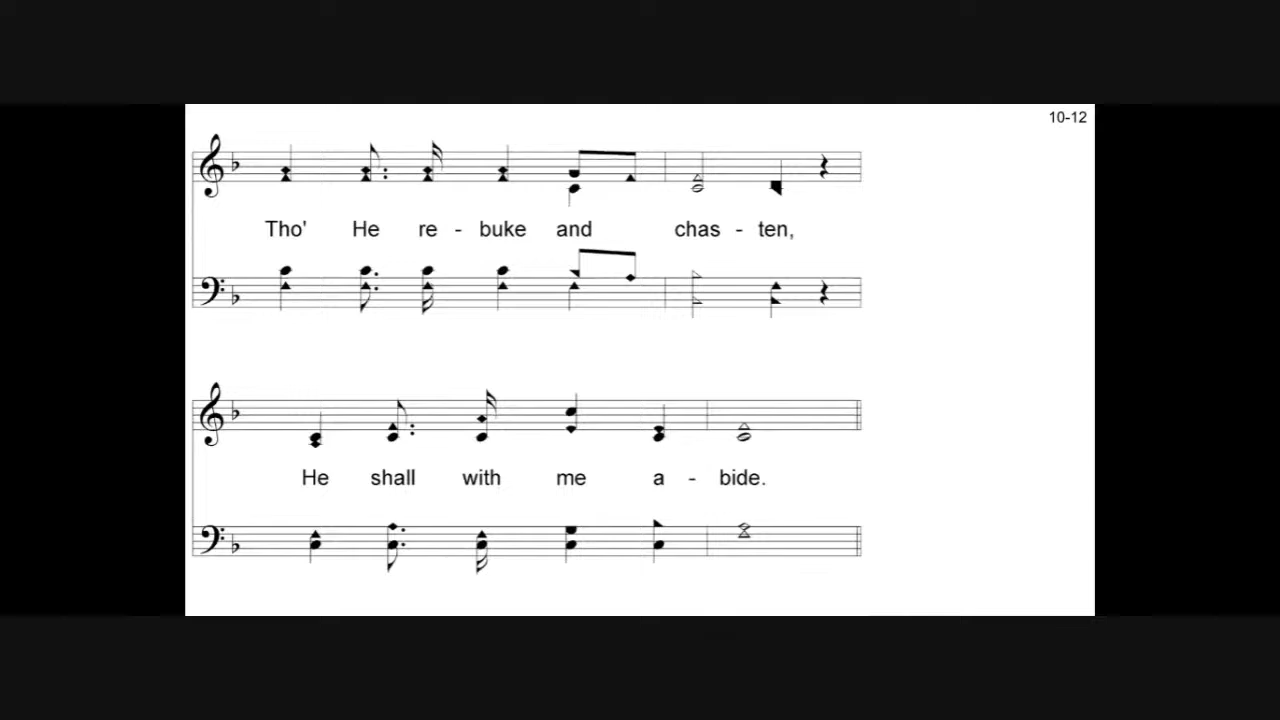 10-12
Tho' He re - buke and chas - ten,
He shall with me a - bide.